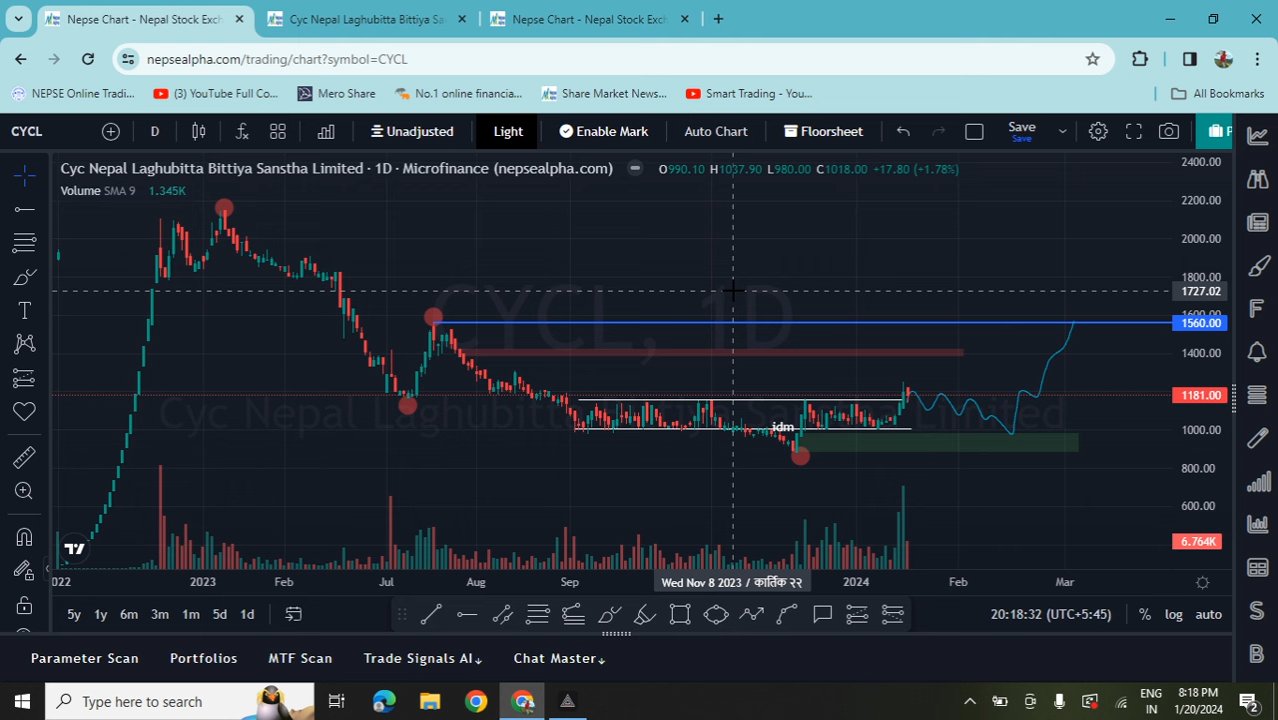 Nepse Chart - Nepal Stock Exch
Cyc Nepal Laghubitta Bittiya Sa
Nepse Chart - Nepal Stock Exch
nepsealpha.com/trading/chart?symbol=CYCL
NEPSE Online Tradi...
(3) YouTube Full Co...
Mero Share
No.1 online financia...
Share Market News...
Smart Trading - You...
All Bookmarks
CYCL
D
Unadjusted
Light
Enable Mark
Auto Chart
Floorsheet
Save
Save
P
Cyc Nepal Laghubitta Bittiya Sanstha Limited · 1D · Microfinance (nepsealpha.com)
O990.10 H1037.90 L980.00 C1018.00 +17.80 (+1.78%)
Volume SMA 9 1.345K
CYCL, 1D
Cyc Nepal Laghubitta Bittiya Sanstha Limited
idm
2400.00
2200.00
2000.00
1800.00
1727.02
1600.00
1560.00
1400.00
1181.00
1000.00
800.00
600.00
6.764K
022
2023
Feb
Jul
Aug
Sep
Wed Nov 8 2023 / कार्तिक २२
2024
Feb
Mar
5y 1y 6m 3m 1m 5d 1d
20:18:32 (UTC+5:45)
% log auto
Parameter Scan
Portfolios
MTF Scan
Trade Signals AI↓
Chat Master↓
Type here to search
ENG
IN
8:18 PM
1/20/2024
2